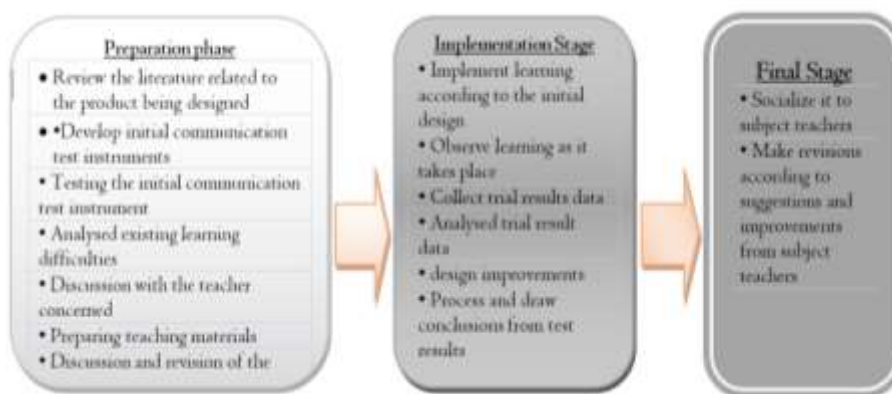 Preparation phase
• Review the literature related to
the product being designed
• •Develop initial communication
test instruments
• Testing the initial communication
test instrument
• Analysed existing learning
difficulties
• Discussion with the teacher
concerned
• Preparing teaching materials
• Discussion and revision of the
Implementation Stage
• Implement learning
according to the initial
design
• Observe learning as it
takes place
• Collect trial results data
• Analysed trial result
data
• design improvements
• Process and draw
conclusions from test
results
Final Stage
• Socialize it to
subject teachers
• Make revisions
according to
suggestions and
improvements
from subject
teachers